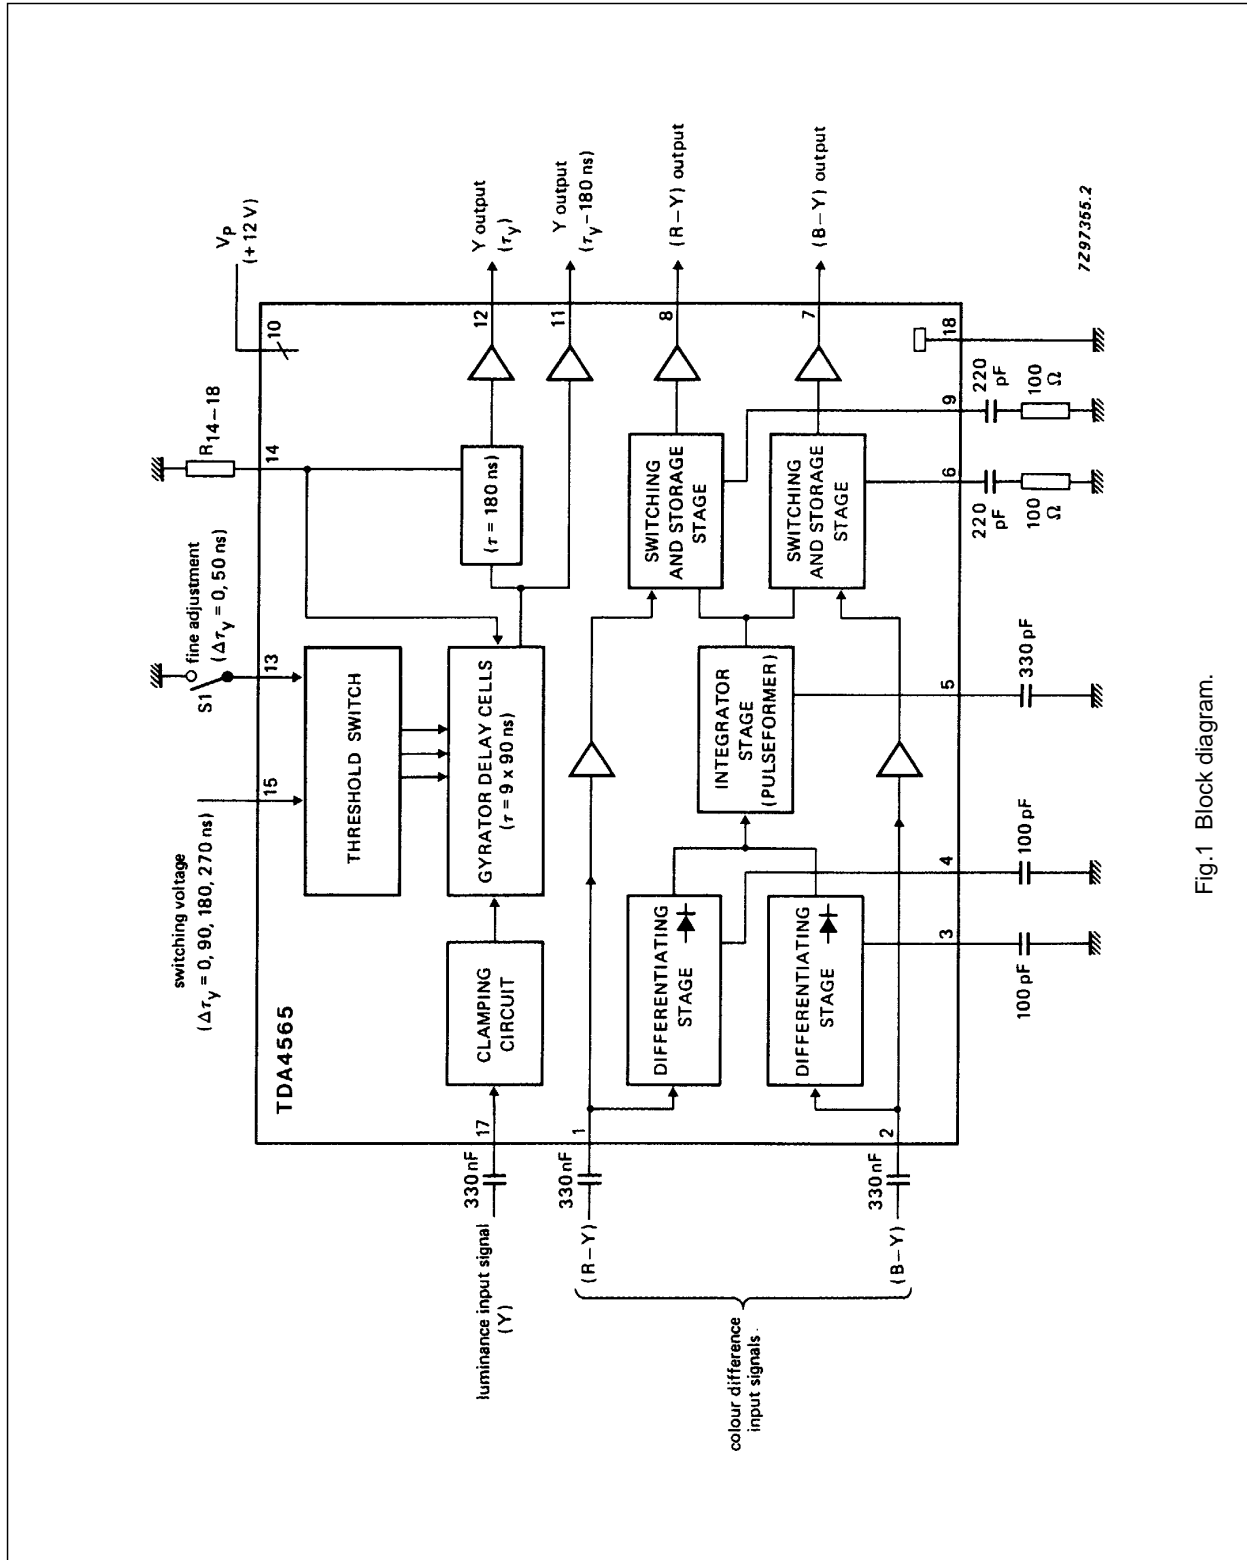 switching voltage
(Δτy = 0, 90, 180, 270 ns)
fine adjustment
(Δτy = 0, 50 ns)
S1
R14–18
VP
(+ 12 V)
TDA4565
15
13
14
10
THRESHOLD SWITCH
luminance input signal
(Y)
330 nF
17
CLAMPING
CIRCUIT
GYRATOR DELAY CELLS
(τ = 9 x 90 ns)
(τ = 180 ns)
12
Y output
(τy)
11
Y output
(τy – 180 ns)
colour difference
input signals
(R–Y)
330 nF
1
DIFFERENTIATING
STAGE
INTEGRATOR
STAGE
(PULSEFORMER)
SWITCHING
AND STORAGE
STAGE
8
(R–Y) output
DIFFERENTIATING
STAGE
SWITCHING
AND STORAGE
STAGE
7
(B–Y) output
(B–Y)
330 nF
2
3
4
5
6
9
18
100 pF
100 pF
330 pF
220
pF
100
Ω
220
pF
100
Ω
7Z97355.2
Fig.1 Block diagram.